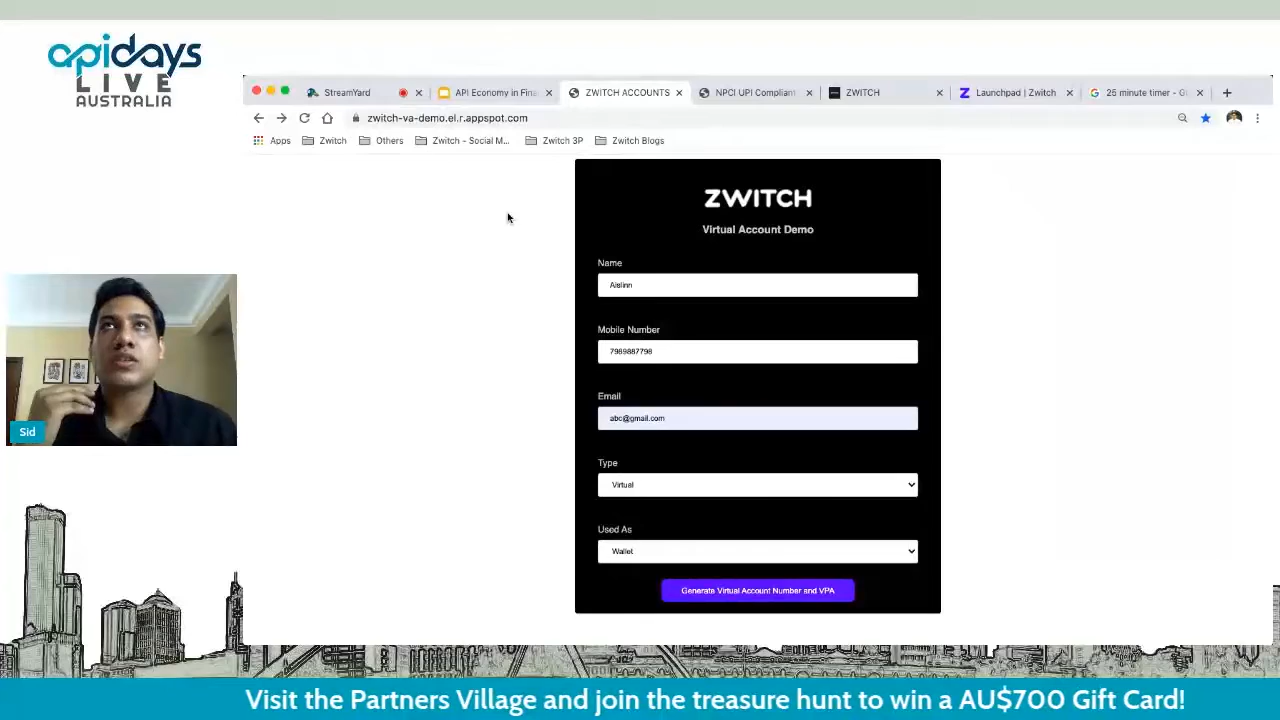 apidays
LIVE
AUSTRALIA
StreamYard
API Economy in Fina
ZWITCH ACCOUNTS
NPCI UPI Compliant
ZWITCH
Launchpad | Zwitch
25 minute timer - G
zwitch-va-demo.el.r.appspot.com
Apps
Zwitch
Others
Zwitch - Social M...
Zwitch 3P
Zwitch Blogs
ZWITCH
Virtual Account Demo
Name
Aislinn
Mobile Number
7989887798
Email
abc@gmail.com
Type
Virtual
Used As
Wallet
Generate Virtual Account Number and VPA
Sid
Visit the Partners Village and join the treasure hunt to win a AU$700 Gift Card!